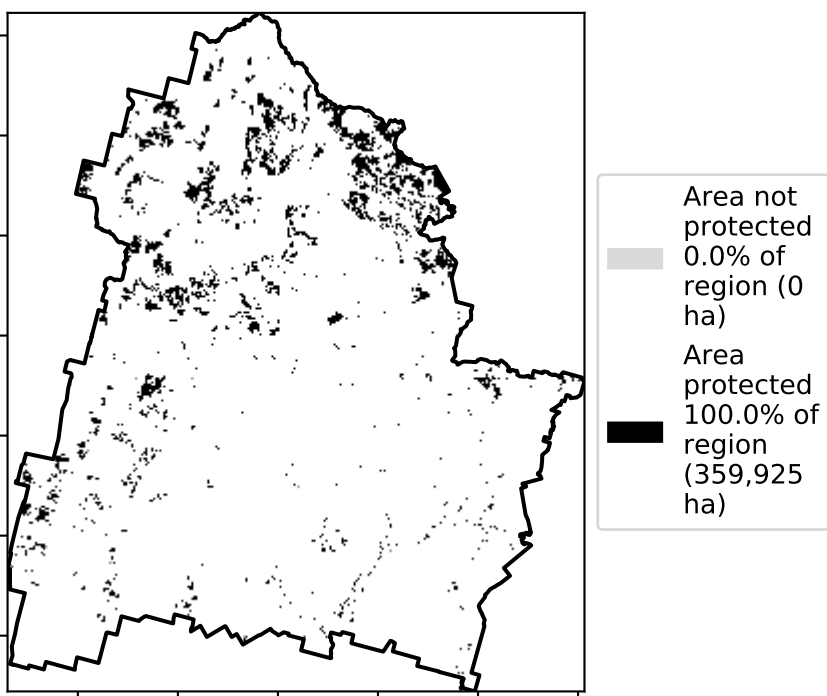 Area not
protected
0.0% of
region (0
ha)
Area
protected
100.0% of
region
(359,925
ha)